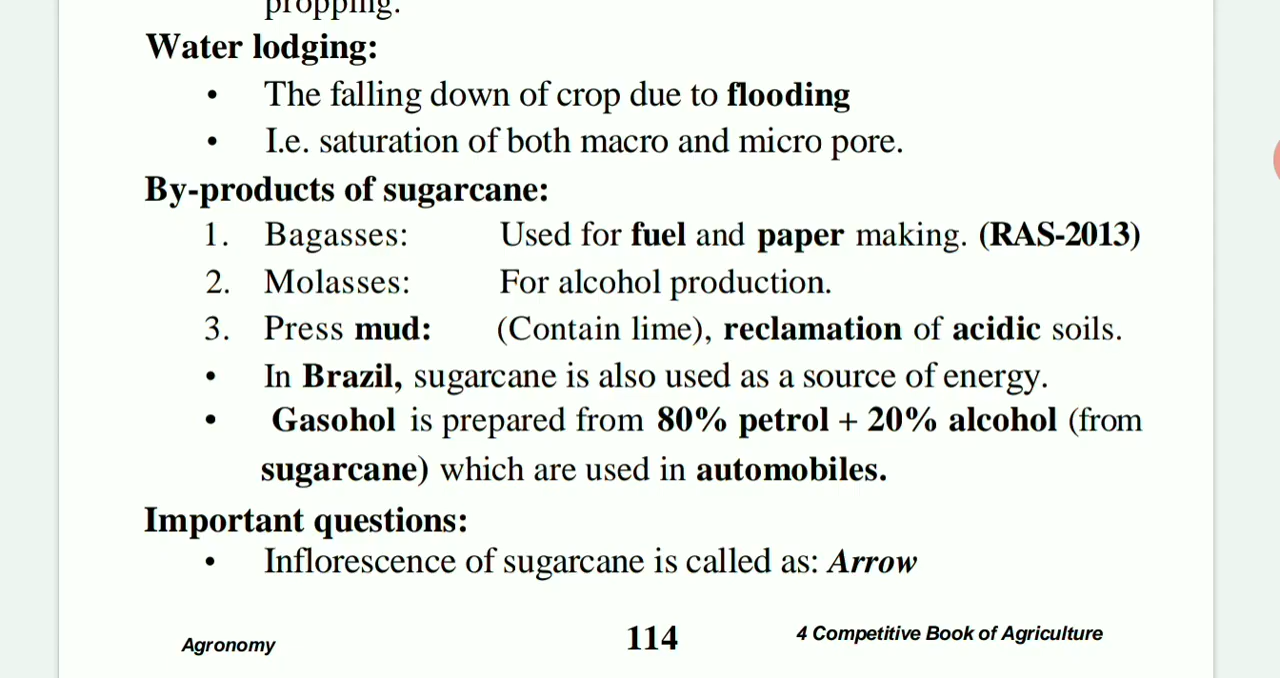 propping.
Water lodging:
• The falling down of crop due to flooding
• I.e. saturation of both macro and micro pore.
By-products of sugarcane:
1. Bagasses: Used for fuel and paper making. (RAS-2013)
2. Molasses: For alcohol production.
3. Press mud: (Contain lime), reclamation of acidic soils.
• In Brazil, sugarcane is also used as a source of energy.
• Gasohol is prepared from 80% petrol + 20% alcohol (from
sugarcane) which are used in automobiles.
Important questions:
• Inflorescence of sugarcane is called as: Arrow
Agronomy 114 4 Competitive Book of Agriculture